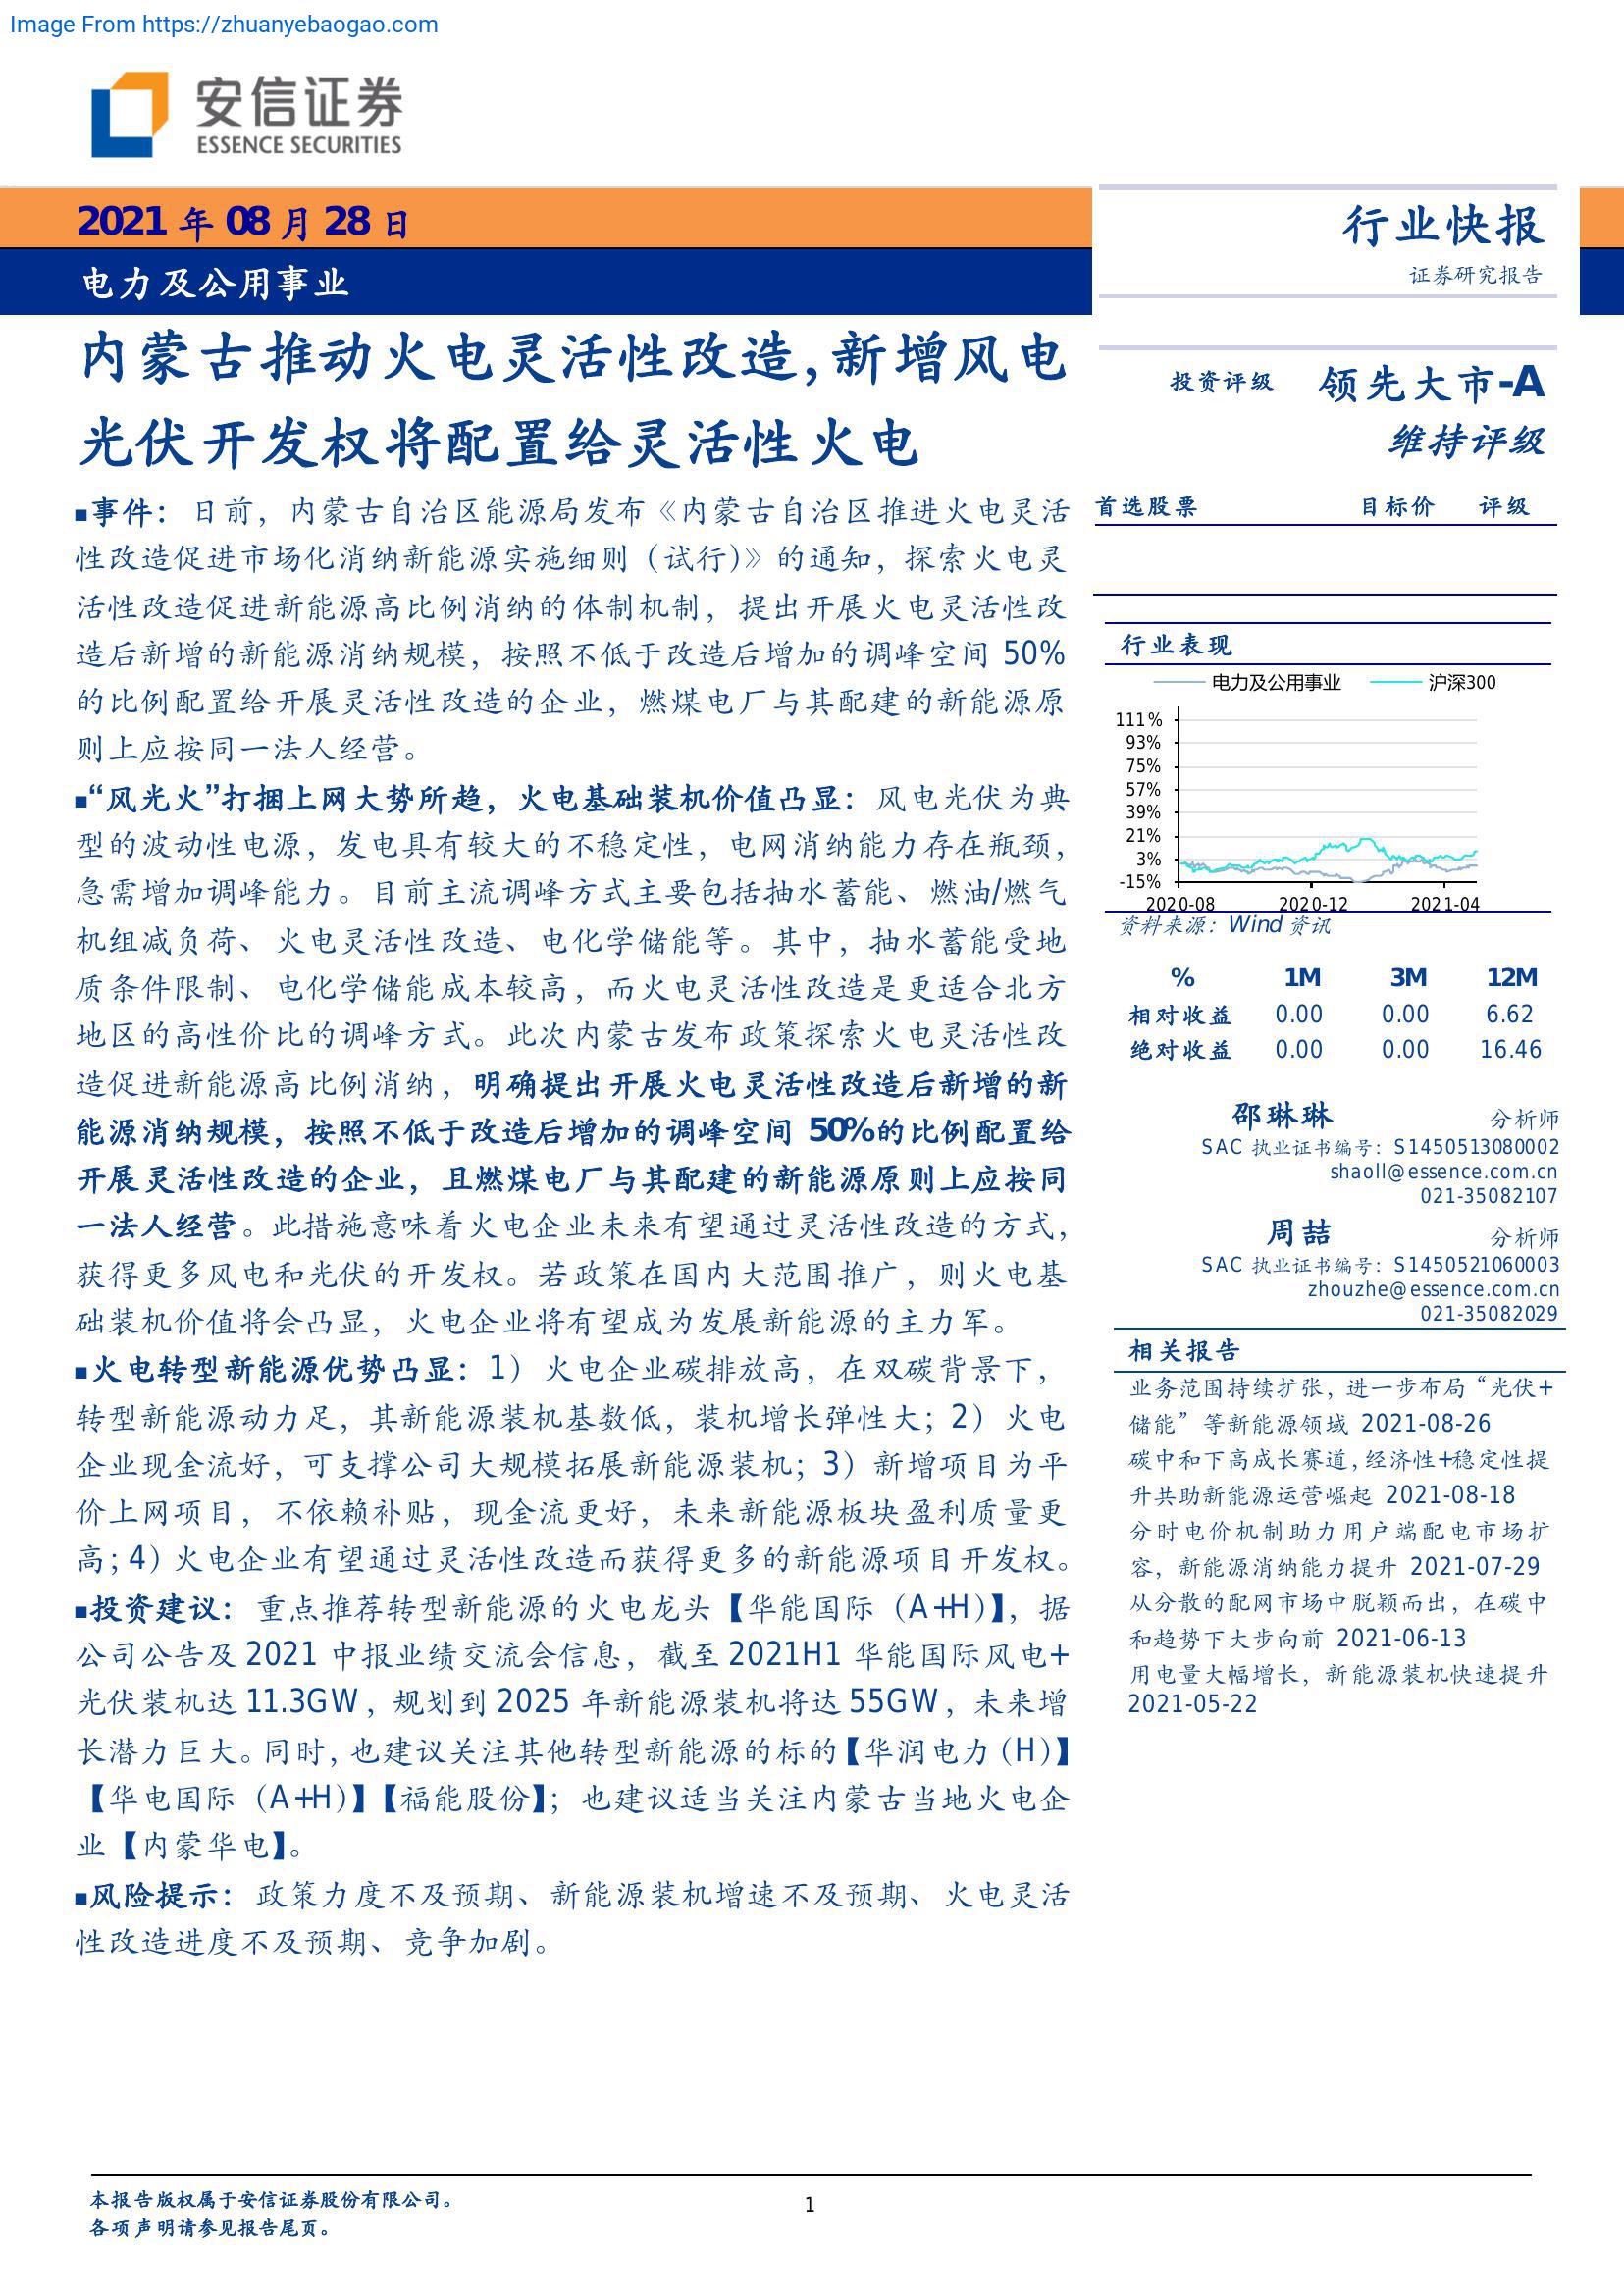 Image From https://zhuanyebaogao.com
安信证券
ESSENCE SECURITIES
2021 年 08 月 28 日
电力及公用事业
内蒙古推动火电灵活性改造,新增风电
光伏开发权将配置给灵活性火电
■事件：日前，内蒙古自治区能源局发布《内蒙古自治区推进火电灵活
性改造促进市场化消纳新能源实施细则（试行）》的通知，探索火电灵
活性改造促进新能源高比例消纳的体制机制，提出开展火电灵活性改
造后新增的新能源消纳规模，按照不低于改造后增加的调峰空间 50%
的比例配置给开展灵活性改造的企业，燃煤电厂与其配建的新能源原
则上应按同一法人经营。
■“风光火”打捆上网大势所趋，火电基础装机价值凸显：风电光伏为典
型的波动性电源，发电具有较大的不稳定性，电网消纳能力存在瓶颈，
急需增加调峰能力。目前主流调峰方式主要包括抽水蓄能、燃油/燃气
机组减负荷、火电灵活性改造、电化学储能等。其中，抽水蓄能受地
质条件限制、电化学储能成本较高，而火电灵活性改造是更适合北方
地区的高性价比的调峰方式。此次内蒙古发布政策探索火电灵活性改
造促进新能源高比例消纳，明确提出开展火电灵活性改造后新增的新
能源消纳规模，按照不低于改造后增加的调峰空间 50%的比例配置给
开展灵活性改造的企业，且燃煤电厂与其配建的新能源原则上应按同
一法人经营。此措施意味着火电企业未来有望通过灵活性改造的方式，
获得更多风电和光伏的开发权。若政策在国内大范围推广，则火电基
础装机价值将会凸显，火电企业将有望成为发展新能源的主力军。
■火电转型新能源优势凸显：1）火电企业碳排放高，在双碳背景下，
转型新能源动力足，其新能源装机基数低，装机增长弹性大；2）火电
企业现金流好，可支撑公司大规模拓展新能源装机；3）新增项目为平
价上网项目，不依赖补贴，现金流更好，未来新能源板块盈利质量更
高；4）火电企业有望通过灵活性改造而获得更多的新能源项目开发权。
■投资建议：重点推荐转型新能源的火电龙头【华能国际（A+H）】，据
公司公告及 2021 中报业绩交流会信息，截至 2021H1 华能国际风电+
光伏装机达 11.3GW，规划到 2025 年新能源装机将达 55GW，未来增
长潜力巨大。同时，也建议关注其他转型新能源的标的【华润电力（H）】
【华电国际（A+H）】【福能股份】；也建议适当关注内蒙古当地火电企
业【内蒙华电】。
■风险提示：政策力度不及预期、新能源装机增速不及预期、火电灵活
性改造进度不及预期、竞争加剧。
行业快报
证券研究报告
投资评级 领先大市-A
维持评级
首选股票 目标价 评级
行业表现
电力及公用事业 沪深300
111%
93%
75%
57%
39%
21%
3%
-15%
2020-08 2020-12 2021-04
资料来源：Wind 资讯
% 1M 3M 12M
相对收益 0.00 0.00 6.62
绝对收益 0.00 0.00 16.46
邵琳琳 分析师
SAC 执业证书编号：S1450513080002
shaoll@essence.com.cn
021-35082107
周喆 分析师
SAC 执业证书编号：S1450521060003
zhouzhe@essence.com.cn
021-35082029
相关报告
业务范围持续扩张，进一步布局“光伏+
储能”等新能源领域 2021-08-26
碳中和下高成长赛道，经济性+稳定性提
升共助新能源运营崛起 2021-08-18
分时电价机制助力用户端配电市场扩
容，新能源消纳能力提升 2021-07-29
从分散的配网市场中脱颖而出，在碳中
和趋势下大步向前 2021-06-13
用电量大幅增长，新能源装机快速提升
2021-05-22
本报告版权属于安信证券股份有限公司。
各项声明请参见报告尾页。
1